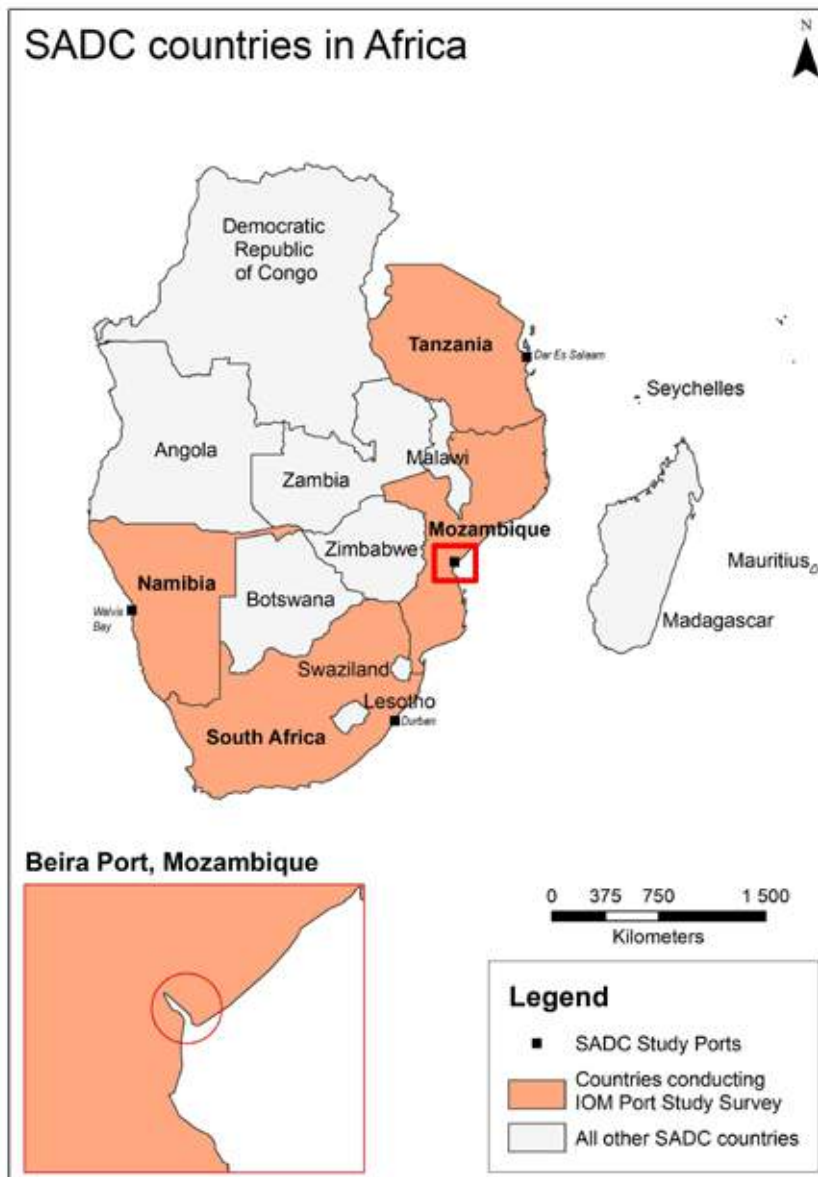 SADC countries in Africa
N
Democratic
Republic
of Congo
Tanzania
Dar Es Salaam
Seychelles
Angola
Malawi
Zambia
Mozambique
Zimbabwe
Mauritius
Namibia
Botswana
Walvis
Bay
Madagascar
Swaziland
Lesotho
Durban
South Africa
Beira Port, Mozambique
0 375 750 1 500
Kilometers
Legend
SADC Study Ports
Countries conducting
IOM Port Study Survey
All other SADC countries